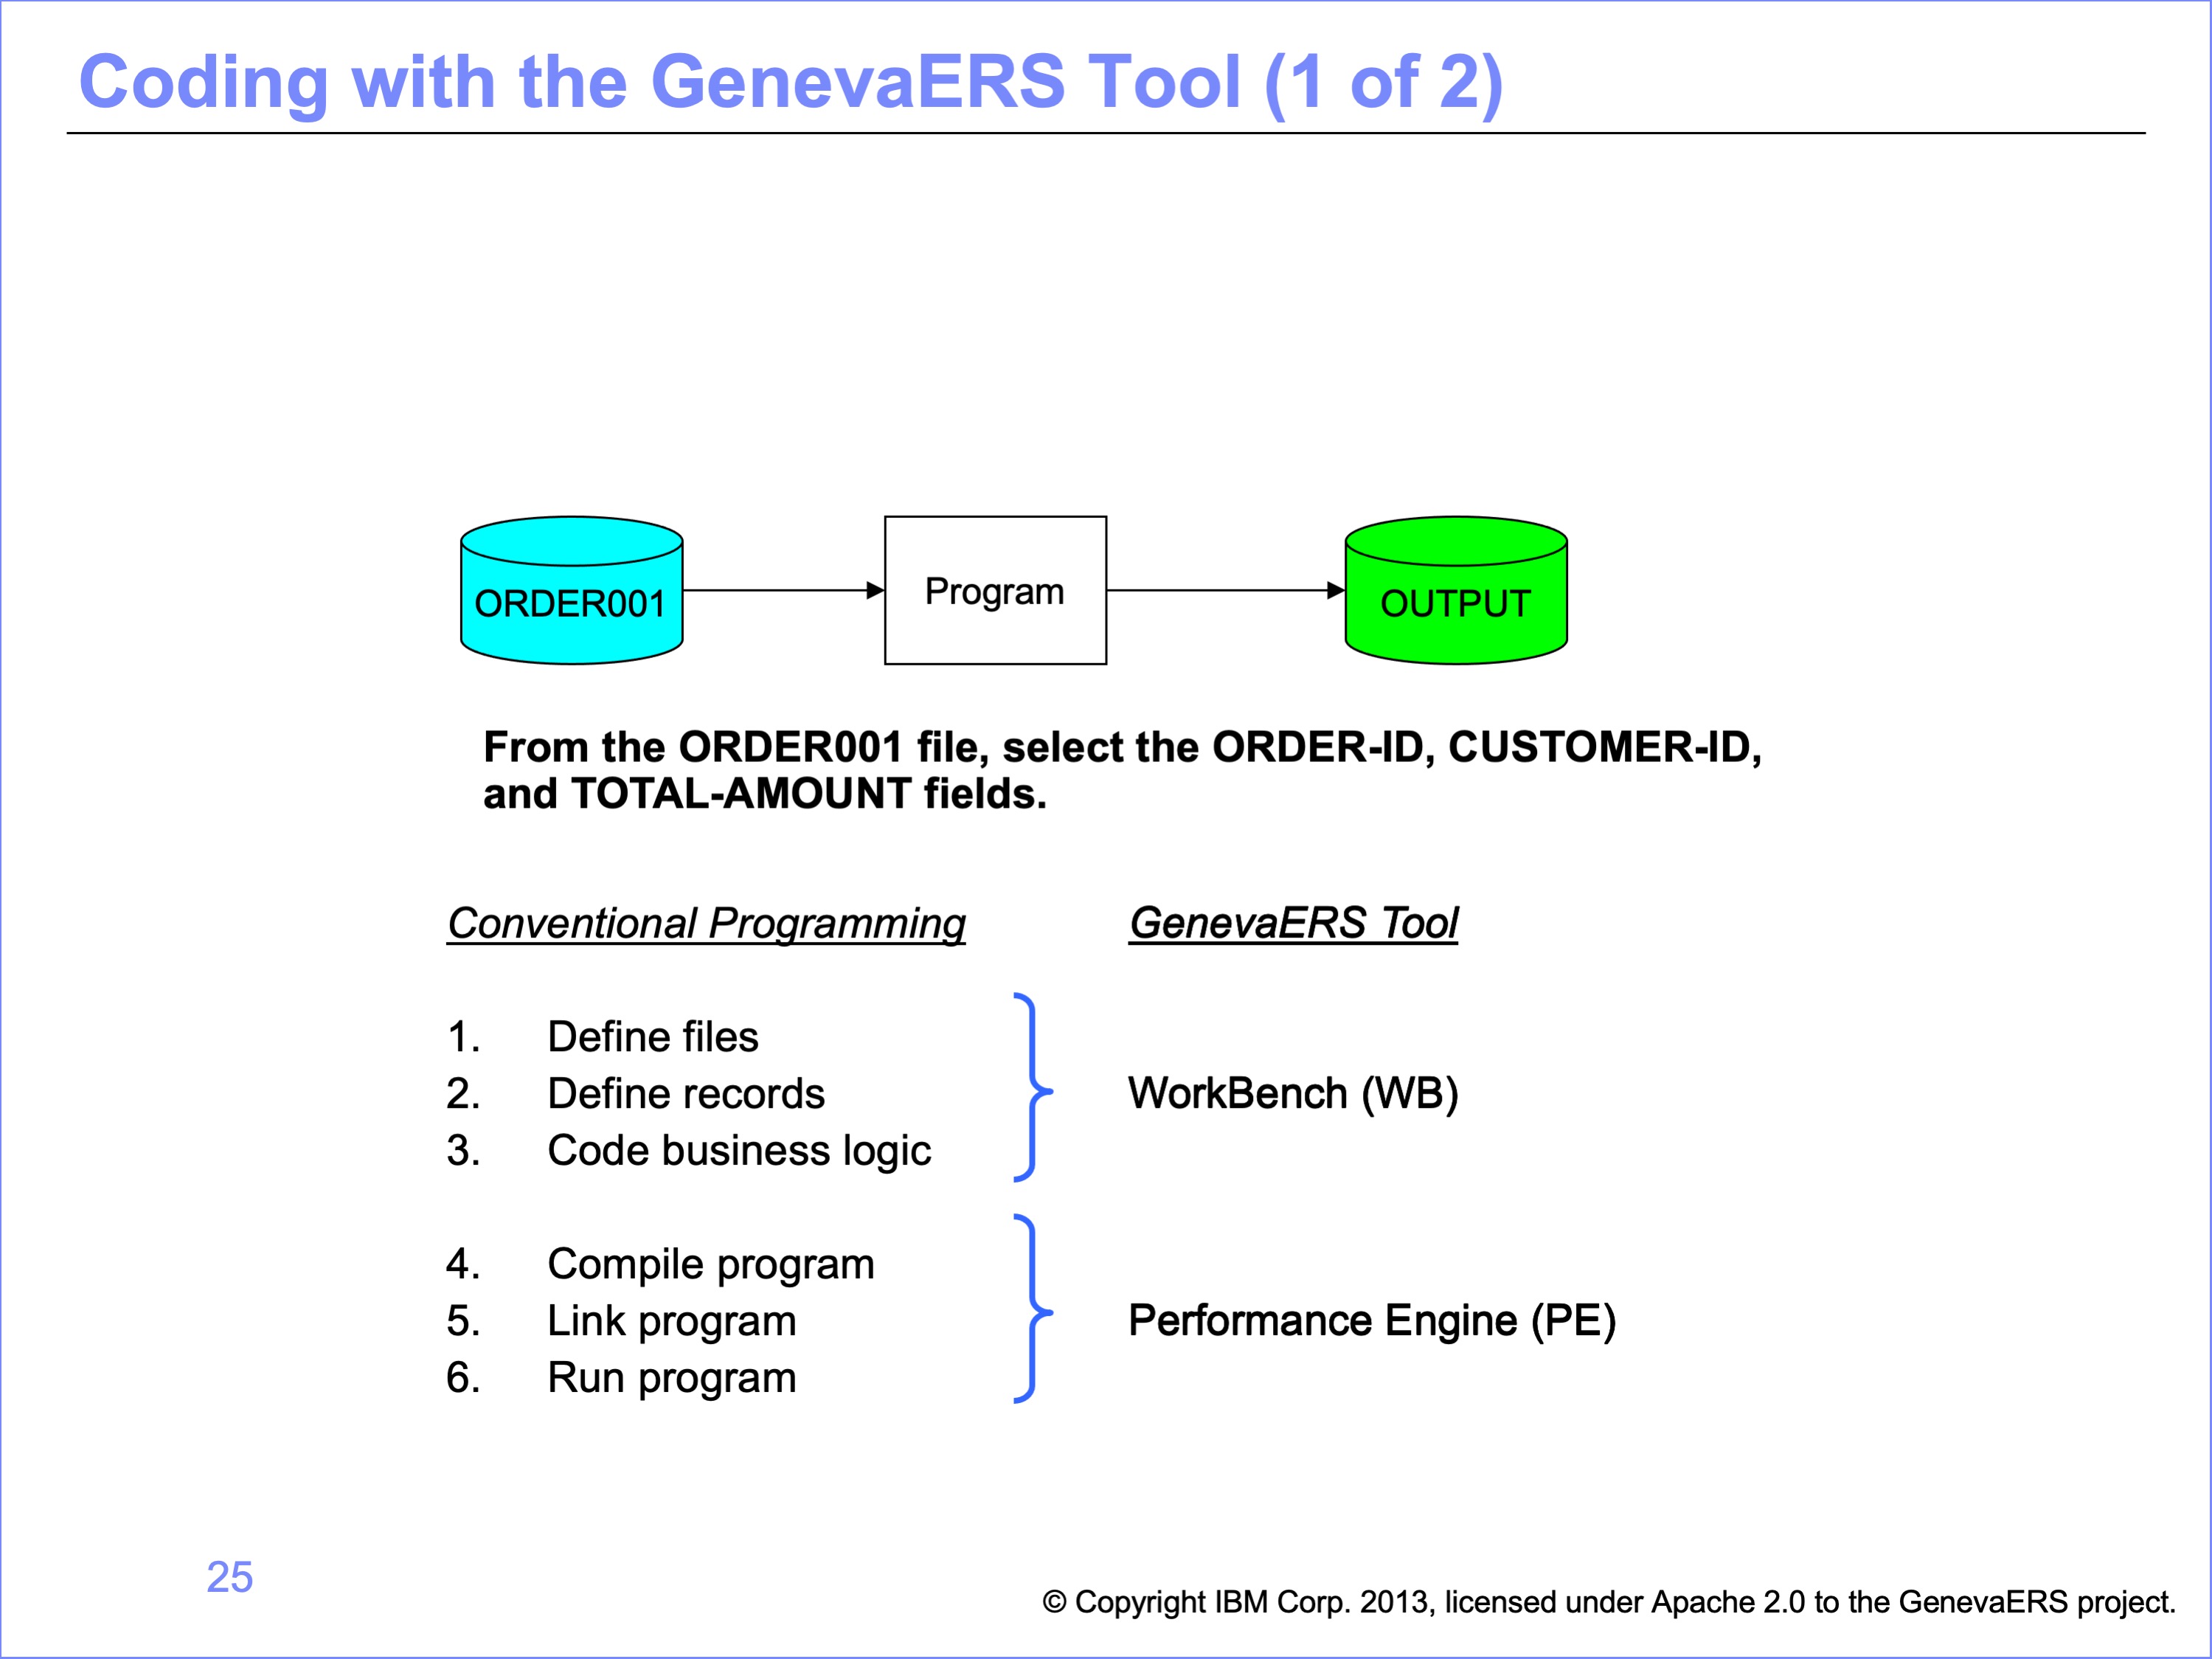 Coding with the GenevaERS Tool (1 of 2)
ORDER001
Program
OUTPUT
From the ORDER001 file, select the ORDER-ID, CUSTOMER-ID,
and TOTAL-AMOUNT fields.
Conventional Programming
GenevaERS Tool
1. Define files
2. Define records
3. Code business logic
WorkBench (WB)
4. Compile program
5. Link program
6. Run program
Performance Engine (PE)
25
© Copyright IBM Corp. 2013, licensed under Apache 2.0 to the GenevaERS project.